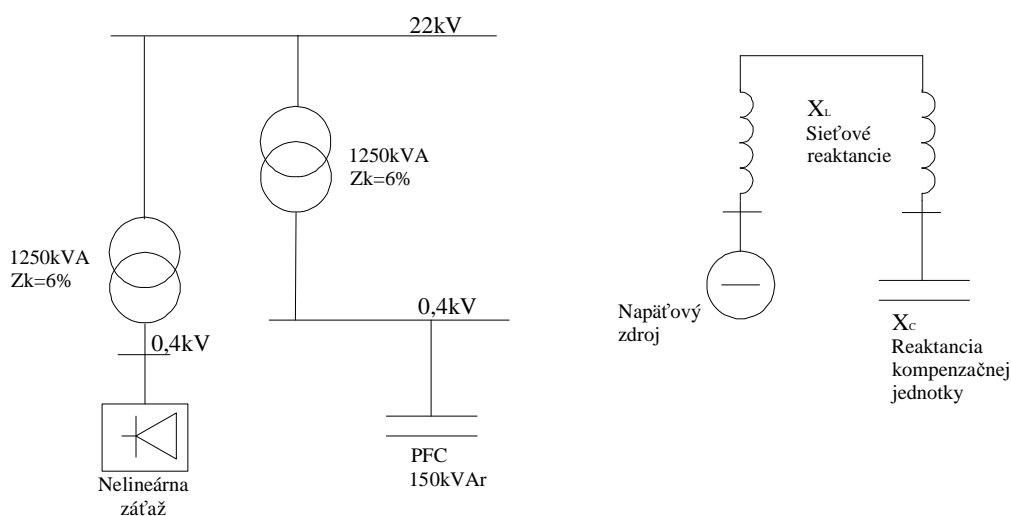 22kV
1250kVA
Zk=6%
1250kVA
Zk=6%
0,4kV
0,4kV
Nelineárna
záťaž
PFC
150kVAr
XL
Sieťové
reaktancie
Napäťový
zdroj
XC
Reaktancia
kompenzačnej
jednotky